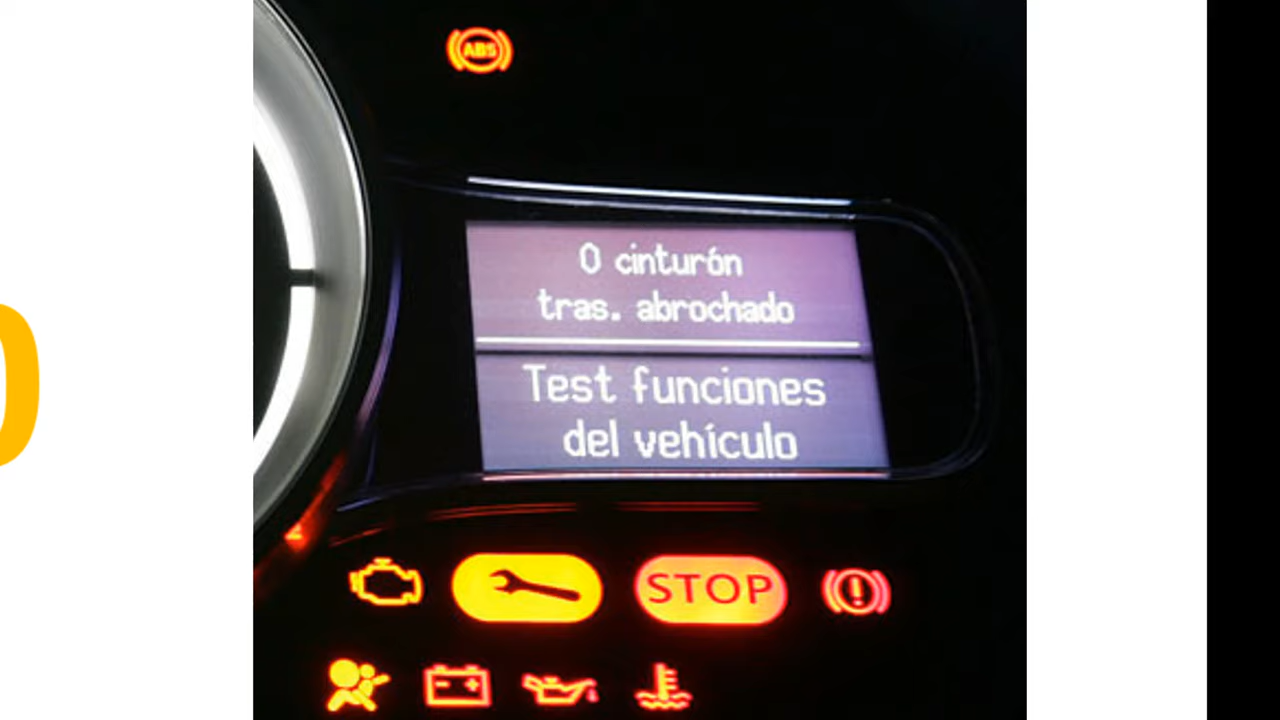 ABS
0 cinturón
tras. abrochado
Test funciones
del vehículo
STOP